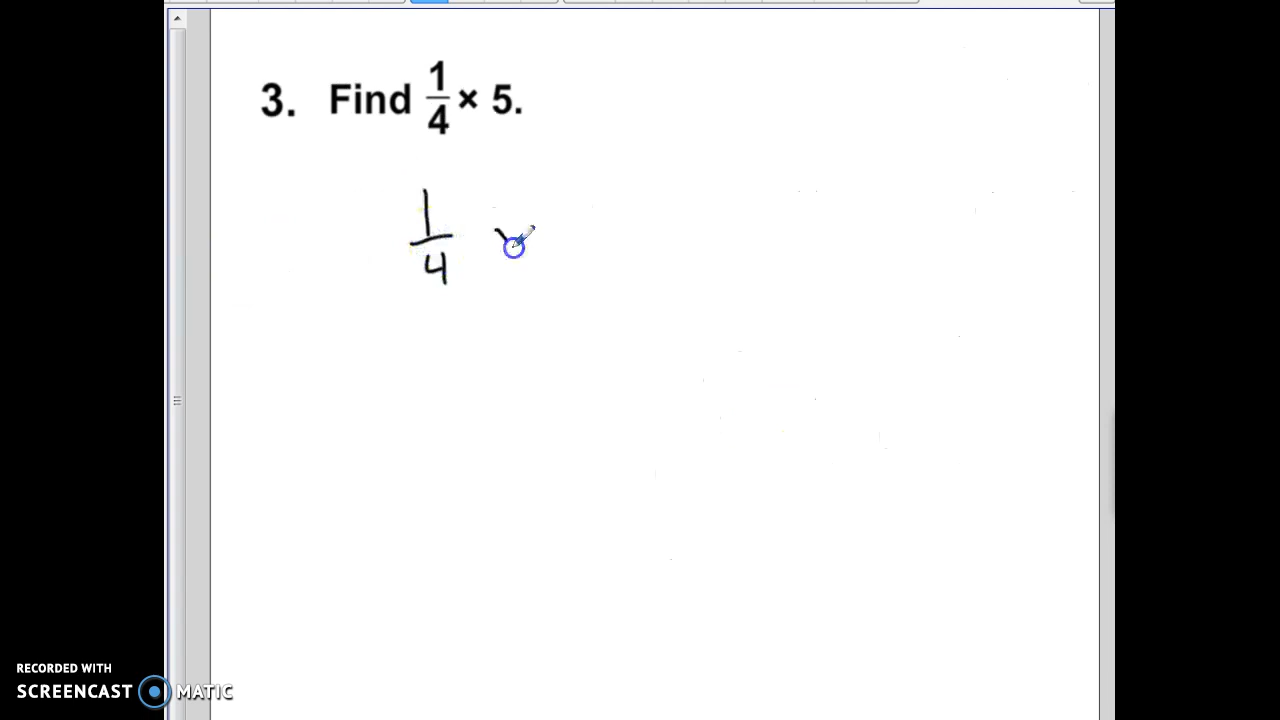 3. Find 1/4 × 5.
1/4
RECORDED WITH
SCREENCAST MATIC